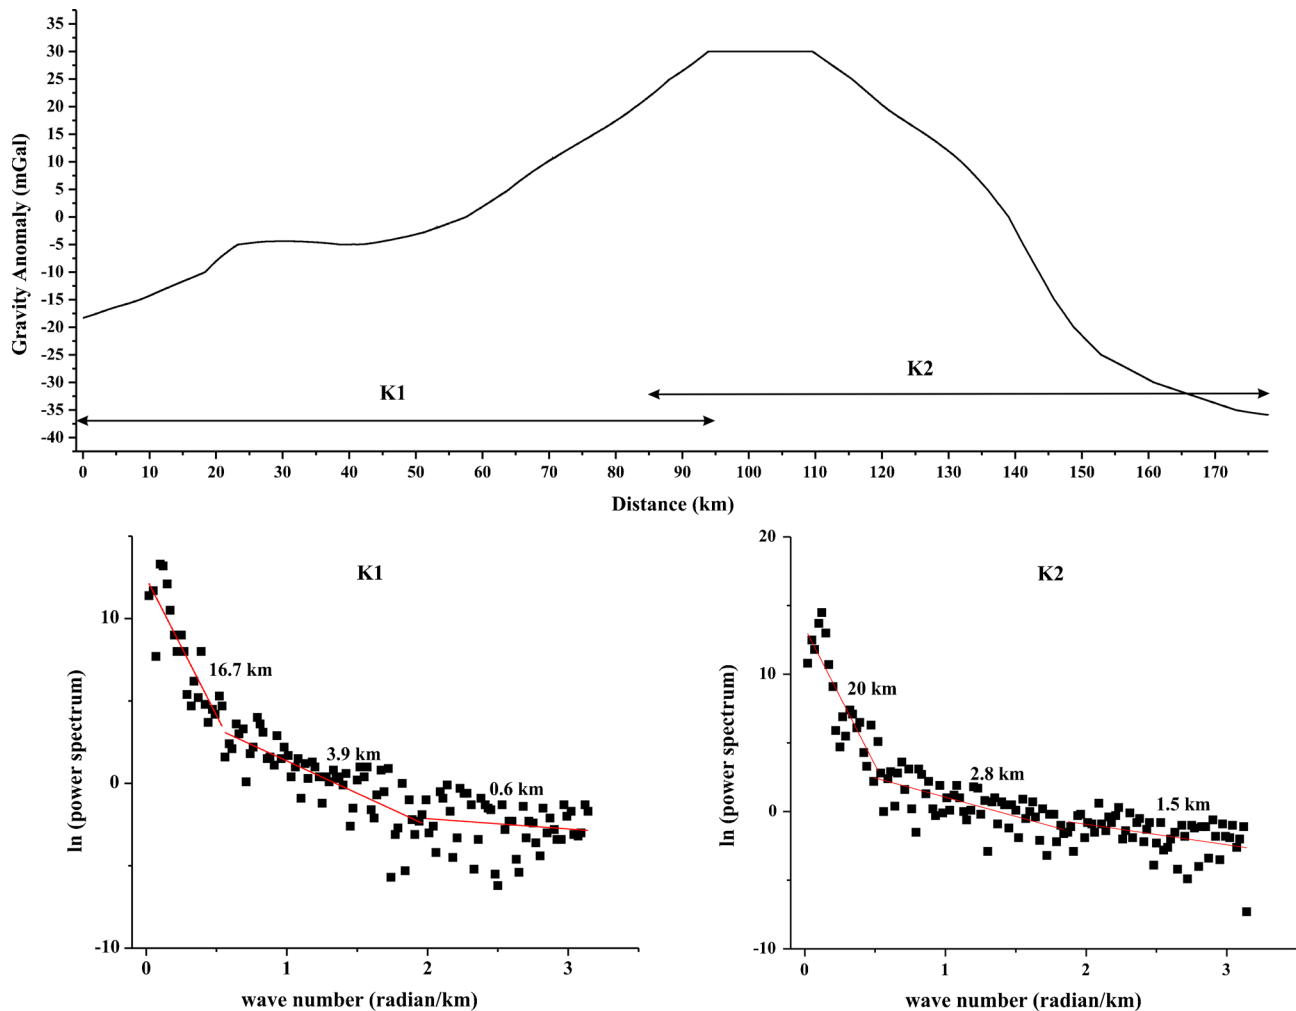 35
30
25
20
15
10
5
0
-5
-10
-15
-20
-25
-30
-35
-40
Gravity Anomaly (mGal)
K1
K2
0 10 20 30 40 50 60 70 80 90 100 110 120 130 140 150 160 170
Distance (km)
K1
10
0
-10
ln (power spectrum)
16.7 km
3.9 km
0.6 km
0 1 2 3
wave number (radian/km)
K2
20
10
0
-10
ln (power spectrum)
20 km
2.8 km
1.5 km
0 1 2 3
wave number (radian/km)